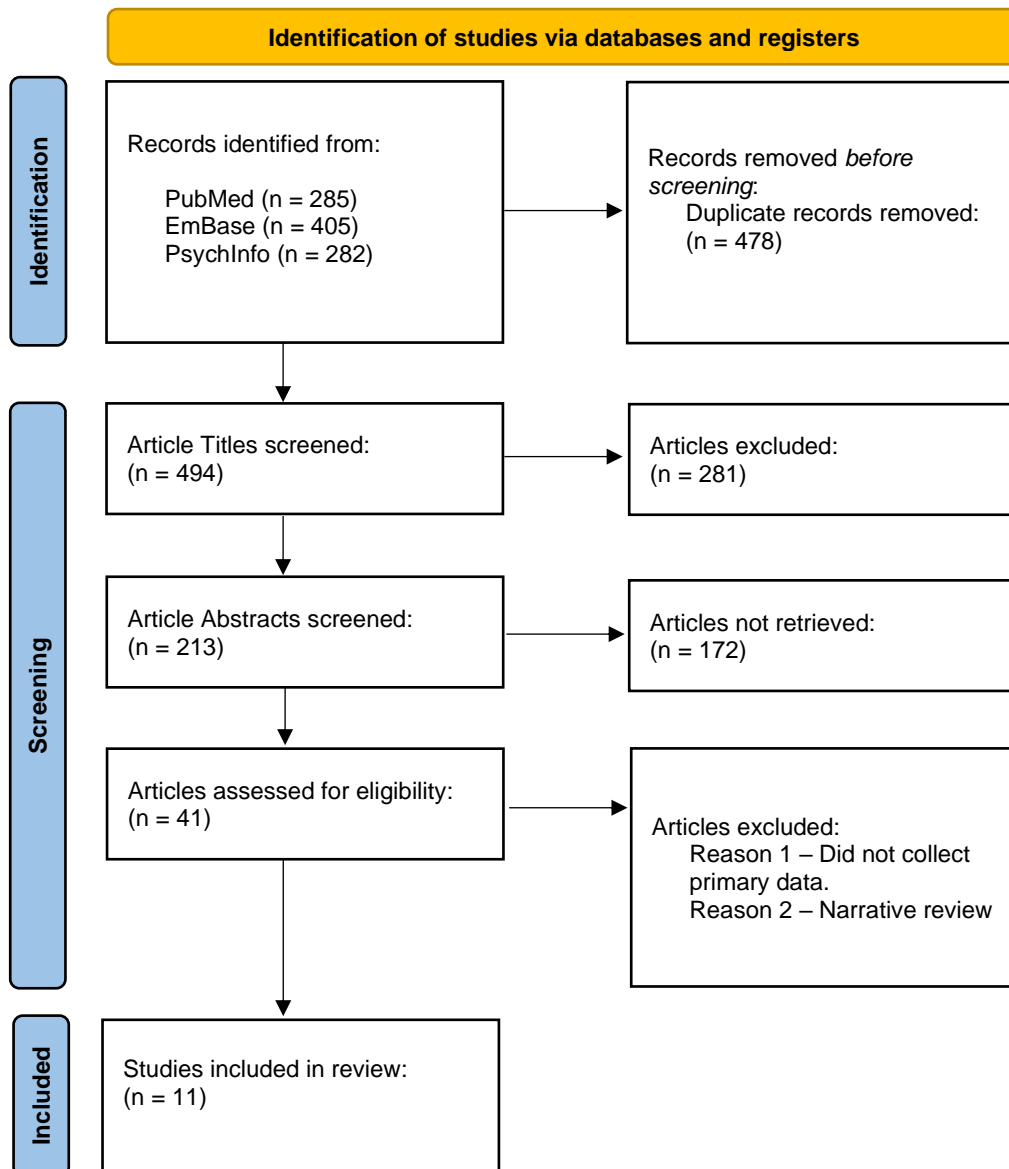 Identification of studies via databases and registers
Identification
Records identified from:
PubMed (n = 285)
EmBase (n = 405)
PsychInfo (n = 282)
Records removed before
screening:
Duplicate records removed:
(n = 478)
Screening
Article Titles screened:
(n = 494)
Articles excluded:
(n = 281)
Article Abstracts screened:
(n = 213)
Articles not retrieved:
(n = 172)
Articles assessed for eligibility:
(n = 41)
Articles excluded:
Reason 1 – Did not collect
primary data.
Reason 2 – Narrative review
Included
Studies included in review:
(n = 11)